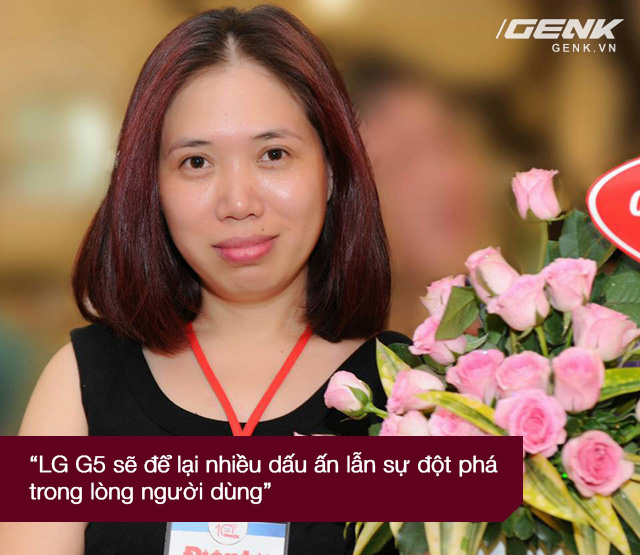 GENK
GENK.VN
“LG G5 sẽ để lại nhiều dấu ấn lẫn sự đột phá
trong lòng người dùng”